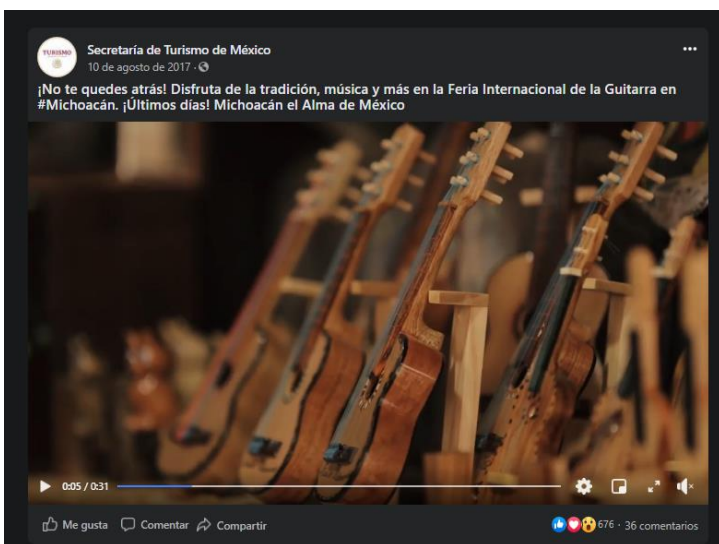 TURISMO
Secretaría de Turismo de México
10 de agosto de 2017 ·
¡No te quedes atrás! Disfruta de la tradición, música y más en la Feria Internacional de la Guitarra en
#Michoacán. ¡Últimos días! Michoacán el Alma de México
0:05 / 0:31
Me gusta Comentar Compartir 676 · 36 comentarios